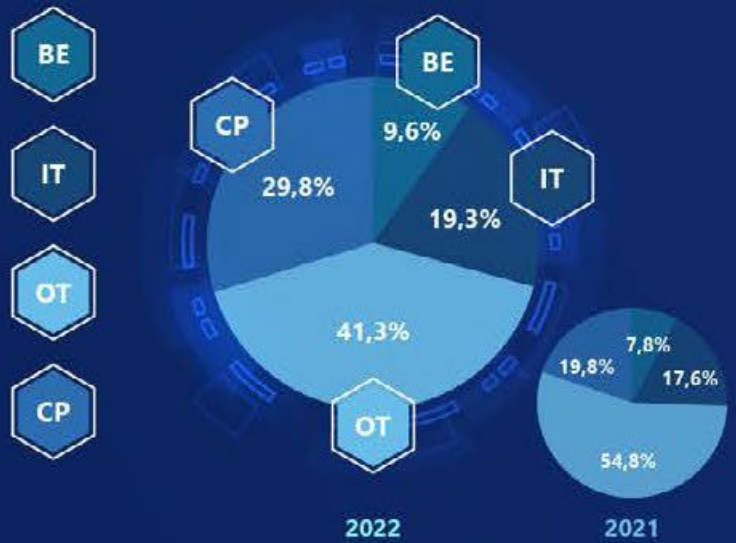 BE
IT
OT
CP
BE
CP
9,6%
IT
29,8%
19,3%
41,3%
OT
2022
7,8%
19,8%
17,6%
54,8%
2021